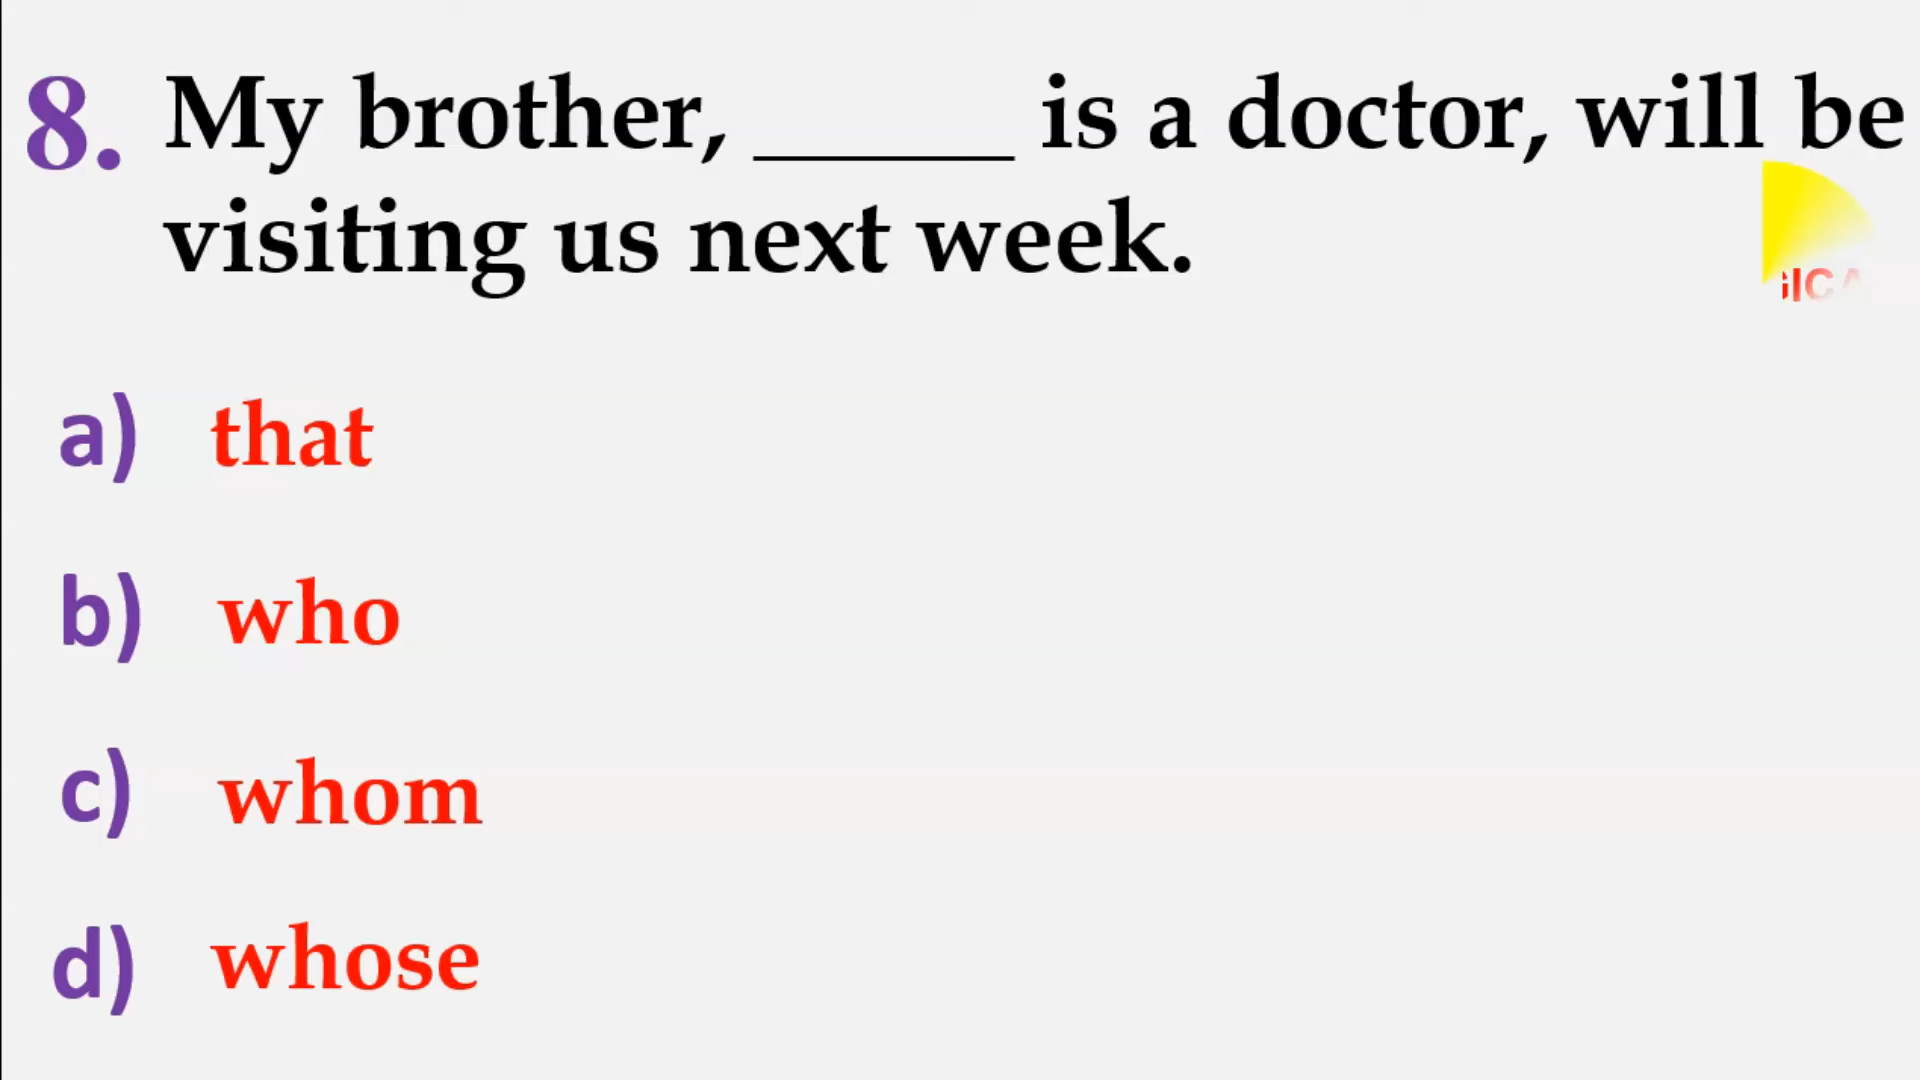 8. My brother, ______ is a doctor, will be
visiting us next week.
a) that
b) who
c) whom
d) whose